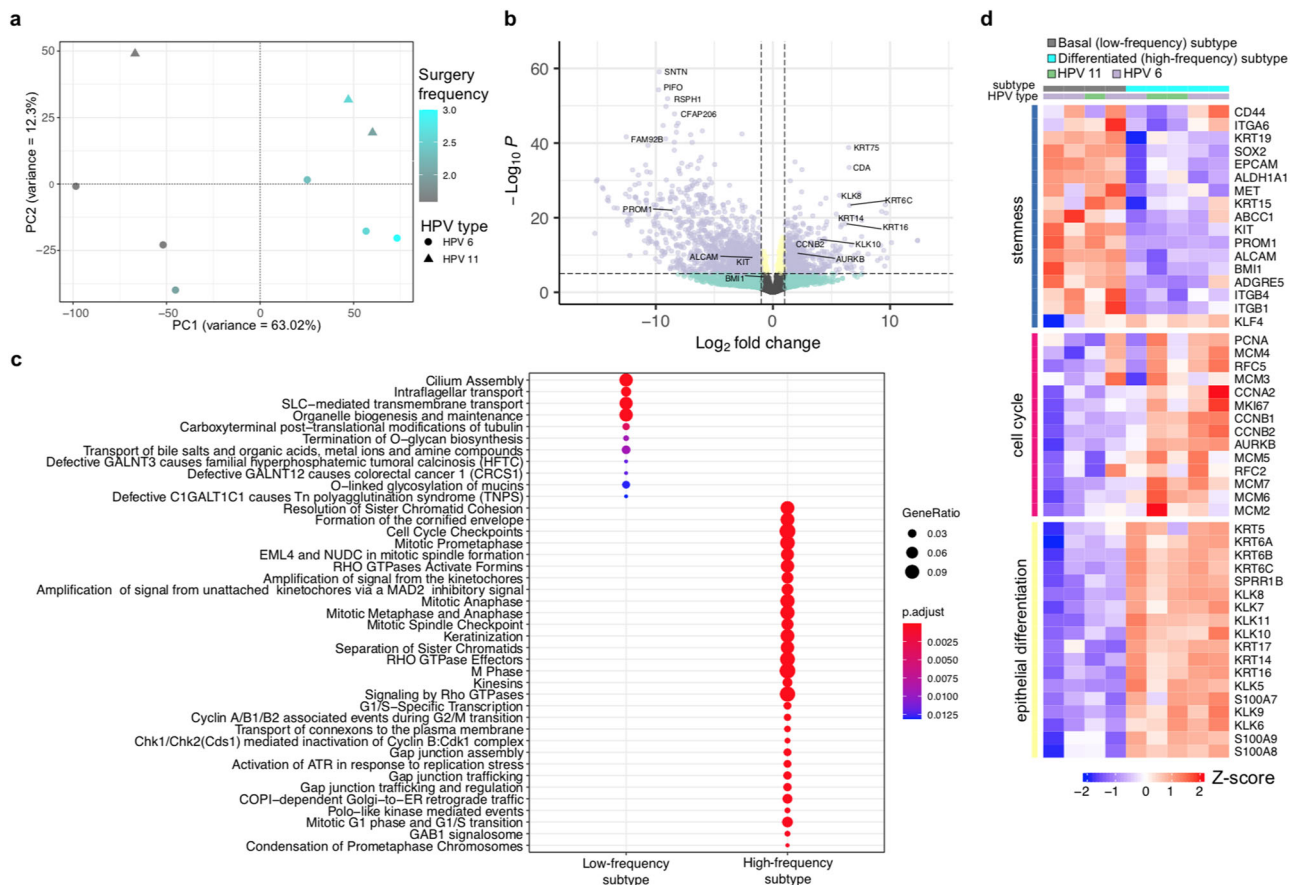 a
50
25
0
−25
−100
−50
0
50
PC2 (variance = 12.3%)
PC1 (variance = 63.02%)
Surgery
frequency
3.0
2.5
2.0
HPV type
HPV 6
HPV 11
b
60
40
20
0
−10
0
10
− Log10 P
Log2 fold change
SNTN
PIFO
RSPH1
CFAP206
FAM92B
PROM1
ALCAM
KIT
BMI1
KRT75
CDA
KLK8
KRT6C
KRT14
KRT16
CCNB2
KLK10
AURKB
c
Cilium Assembly
Intraflagellar transport
SLC−mediated transmembrane transport
Organelle biogenesis and maintenance
Carboxyterminal post−translational modifications of tubulin
Termination of O−glycan biosynthesis
Transport of bile salts and organic acids, metal ions and amine compounds
Defective GALNT3 causes familial hyperphosphatemic tumoral calcinosis (HFTC)
Defective GALNT12 causes colorectal cancer 1 (CRCS1)
O−linked glycosylation of mucins
Defective C1GALT1C1 causes Tn polyagglutination syndrome (TNPS)
Resolution of Sister Chromatid Cohesion
Formation of the cornified envelope
Cell Cycle Checkpoints
Mitotic Prometaphase
EML4 and NUDC in mitotic spindle formation
RHO GTPases Activate Formins
Amplification of signal from the kinetochores
Amplification of signal from unattached kinetochores via a MAD2 inhibitory signal
Mitotic Anaphase
Mitotic Metaphase and Anaphase
Mitotic Spindle Checkpoint
Keratinization
Separation of Sister Chromatids
RHO GTPase Effectors
M Phase
Kinesins
Signaling by Rho GTPases
G1/S−Specific Transcription
Cyclin A/B1/B2 associated events during G2/M transition
Transport of connexons to the plasma membrane
Chk1/Chk2(Cds1) mediated inactivation of Cyclin B:Cdk1 complex
Gap junction assembly
Activation of ATR in response to replication stress
Gap junction trafficking
Gap junction trafficking and regulation
COPI−dependent Golgi−to−ER retrograde traffic
Polo−like kinase mediated events
Mitotic G1 phase and G1/S transition
GAB1 signalosome
Condensation of Prometaphase Chromosomes
Low−frequency
subtype
High−frequency
subtype
GeneRatio
0.03
0.06
0.09
p.adjust
0.0025
0.0050
0.0075
0.0100
0.0125
d
Basal (low−frequency) subtype
Differentiated (high−frequency) subtype
HPV 11 HPV 6
subtype
HPV type
stemness
CD44
ITGA6
KRT19
SOX2
EPCAM
ALDH1A1
MET
KRT15
ABCC1
KIT
PROM1
ALCAM
BMI1
ADGRE5
ITGB4
ITGB1
KLF4
cell cycle
PCNA
MCM4
RFC5
MCM3
CCNA2
MKI67
CCNB1
CCNB2
AURKB
MCM5
RFC2
MCM7
MCM6
MCM2
epithelial differentiation
KRT5
KRT6A
KRT6B
KRT6C
SPRR1B
KLK8
KLK7
KLK11
KLK10
KRT17
KRT14
KRT16
KLK5
S100A7
KLK9
KLK6
S100A9
S100A8
−2 −1 0 1 2 Z-score